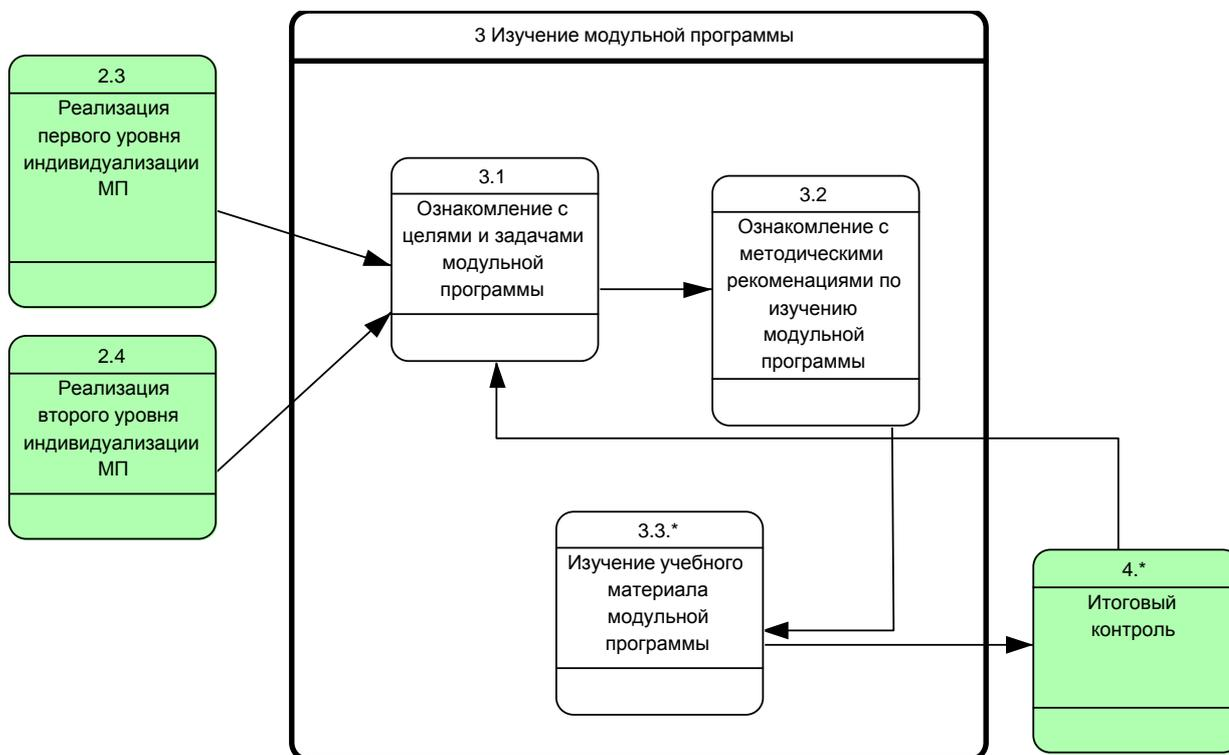 3 Изучение модульной программы
2.3
Реализация
первого уровня
индивидуализации
МП
2.4
Реализация
второго уровня
индивидуализации
МП
3.1
Ознакомление с
целями и задачами
модульной
программы
3.2
Ознакомление с
методическими
рекоменациями по
изучению
модульной
программы
3.3.*
Изучение учебного
материала
модульной
программы
4.*
Итоговый
контроль